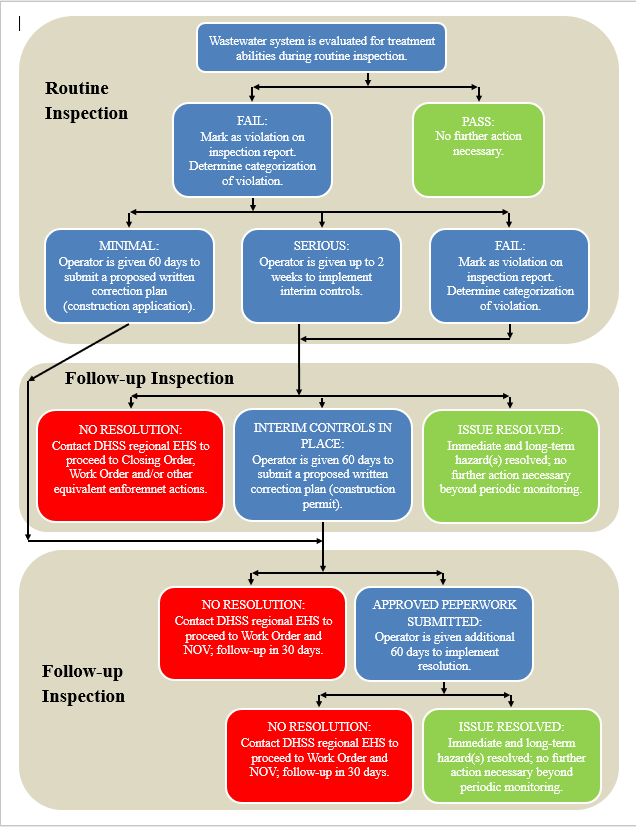 Wastewater system is evaluated for treatment
abilities during routine inspection.
Routine
Inspection
FAIL:
Mark as violation on
inspection report.
Determine categorization
of violation.
PASS:
No further action
necessary.
MINIMAL:
Operator is given 60 days to
submit a proposed written
correction plan
(construction application).
SERIOUS:
Operator is given up to 2
weeks to implement
interim controls.
FAIL:
Mark as violation on
inspection report.
Determine categorization
of violation.
Follow-up Inspection
NO RESOLUTION:
Contact DHSS regional EHS to
proceed to Closing Order,
Work Order and/or other
equivalent enforemnet actions.
INTERIM CONTROLS IN
PLACE:
Operator is given 60 days to
submit a proposed written
correction plan (construction
permit).
ISSUE RESOLVED:
Immediate and long-term
hazard(s) resolved; no
further action necessary
beyond periodic monitoring.
NO RESOLUTION:
Contact DHSS regional EHS to
proceed to Work Order and
NOV; follow-up in 30 days.
APPROVED PEPERWORK
SUBMITTED:
Operator is given additional
60 days to implement
resolution.
Follow-up
Inspection
NO RESOLUTION:
Contact DHSS regional EHS to
proceed to Work Order and
NOV; follow-up in 30 days.
ISSUE RESOLVED:
Immediate and long-term
hazard(s) resolved; no further
action necessary beyond
periodic monitoring.